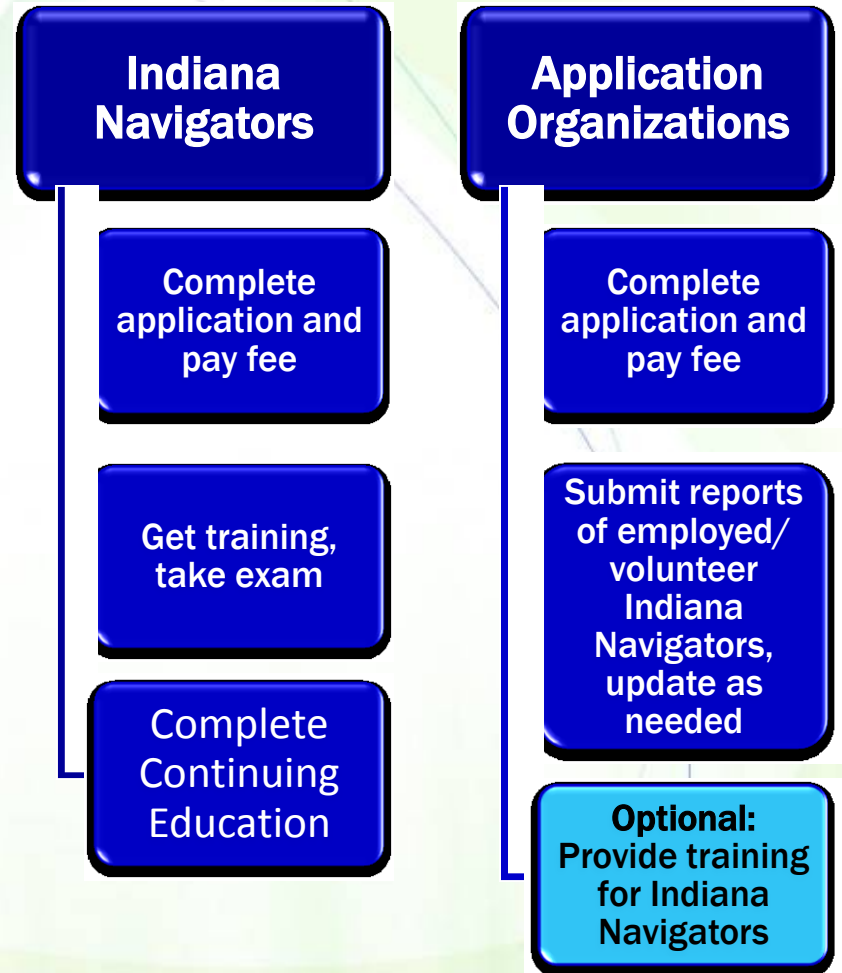 Indiana
Navigators
Complete
application and
pay fee
Get training,
take exam
Complete
Continuing
Education
Application
Organizations
Complete
application and
pay fee
Submit reports
of employed/
volunteer
Indiana
Navigators,
update as
needed
Optional:
Provide training
for Indiana
Navigators